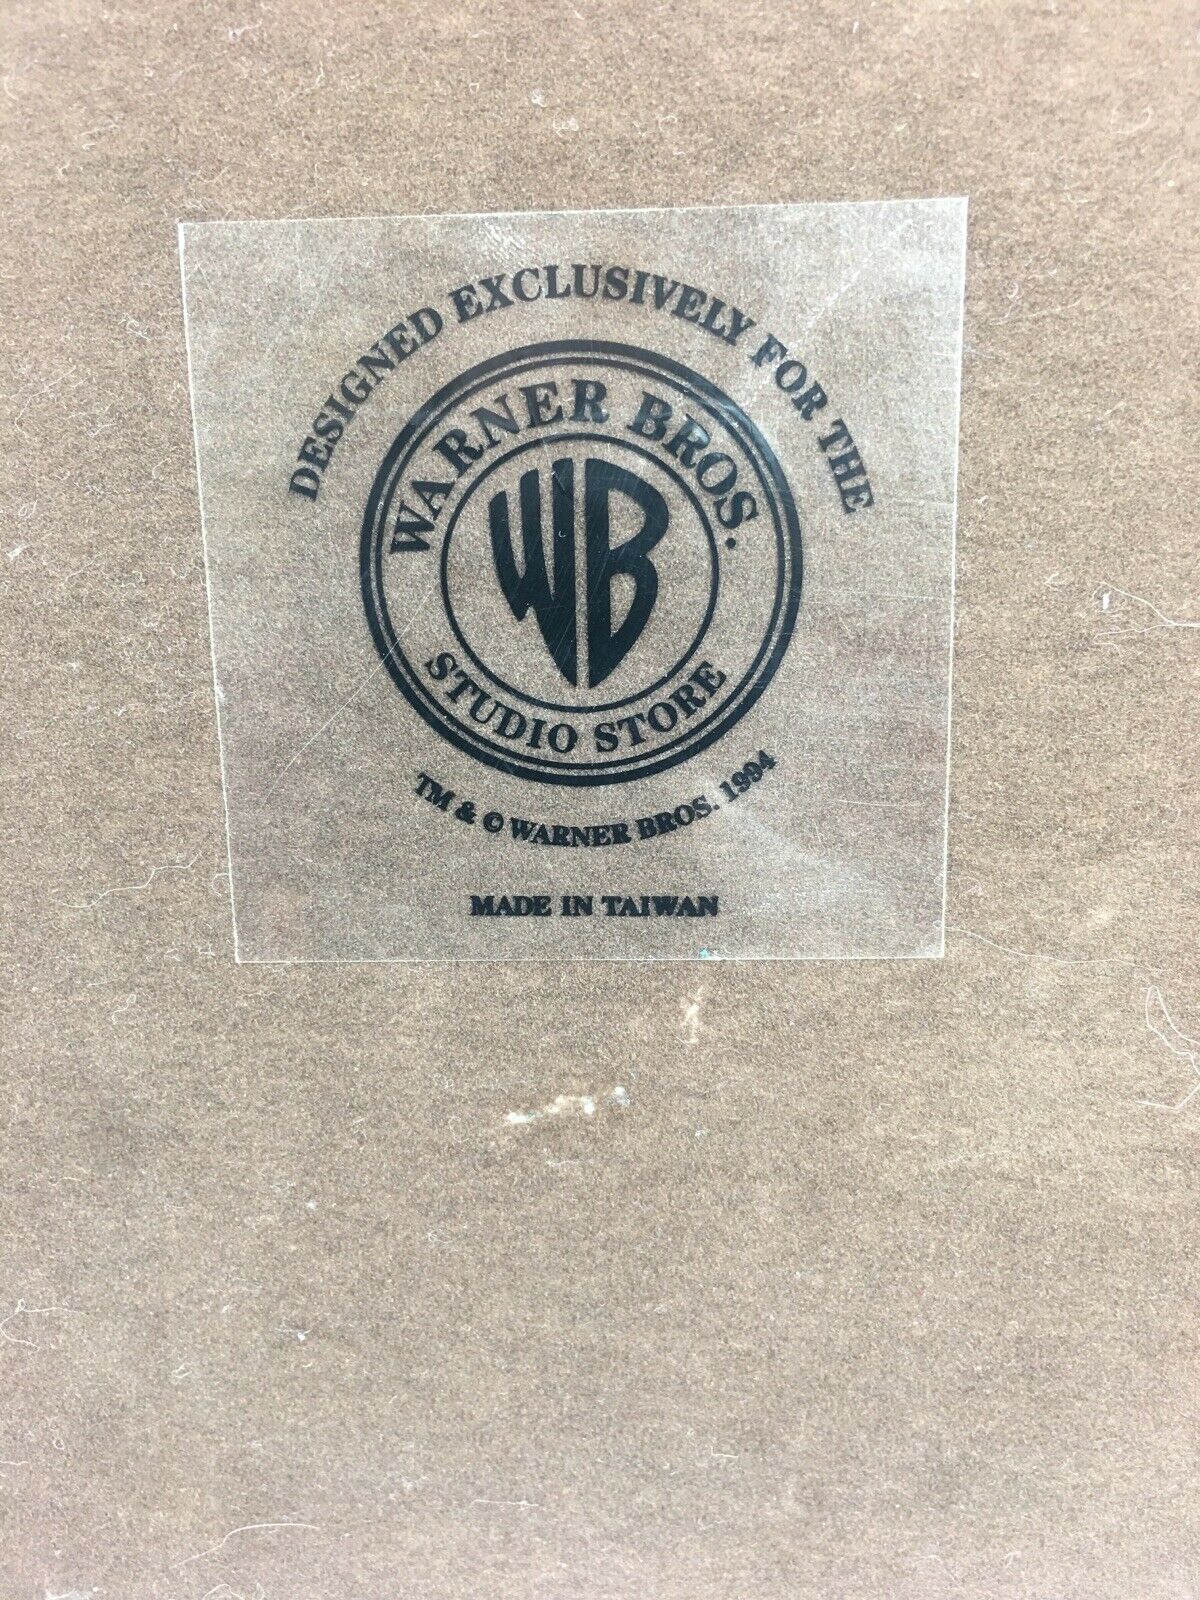 DESIGNED EXCLUSIVELY FOR THE
WARNER BROS.
WB
STUDIO STORE
TM & © WARNER BROS. 1994
MADE IN TAIWAN